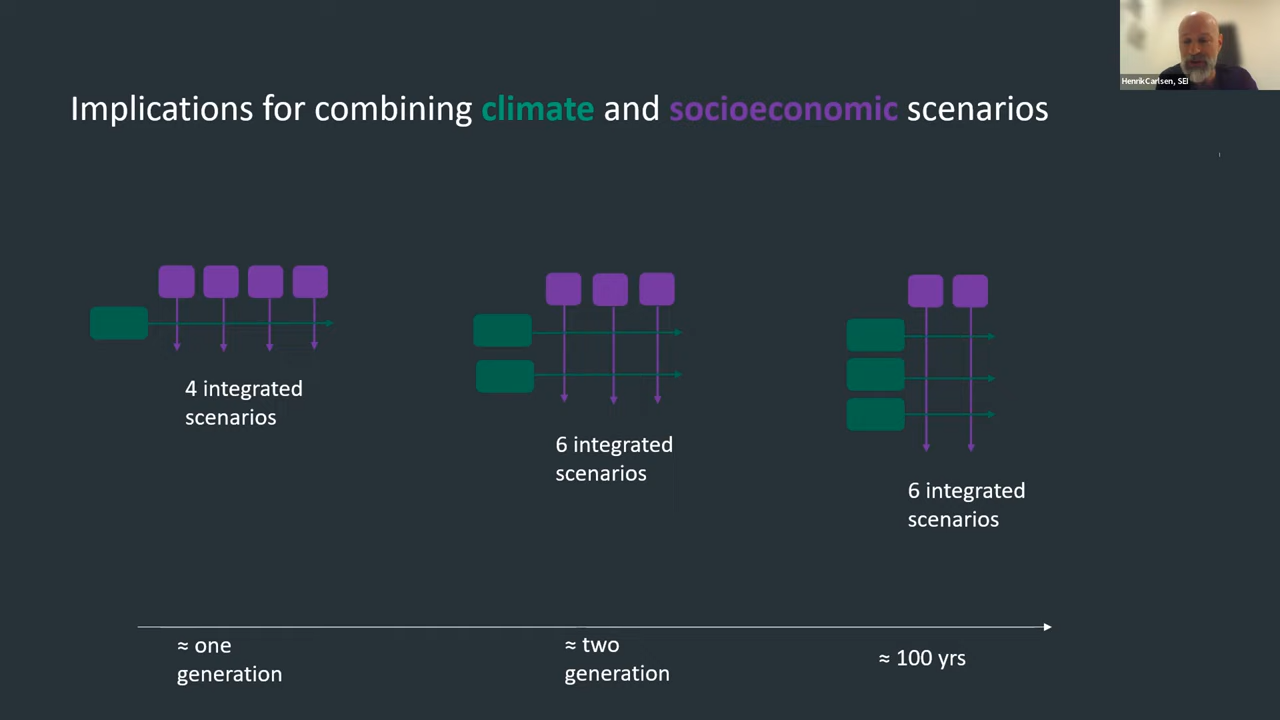 HenrikCarlsen, SEI
Implications for combining climate and socioeconomic scenarios
4 integrated
scenarios
6 integrated
scenarios
6 integrated
scenarios
≈ one
generation
≈ two
generation
≈ 100 yrs